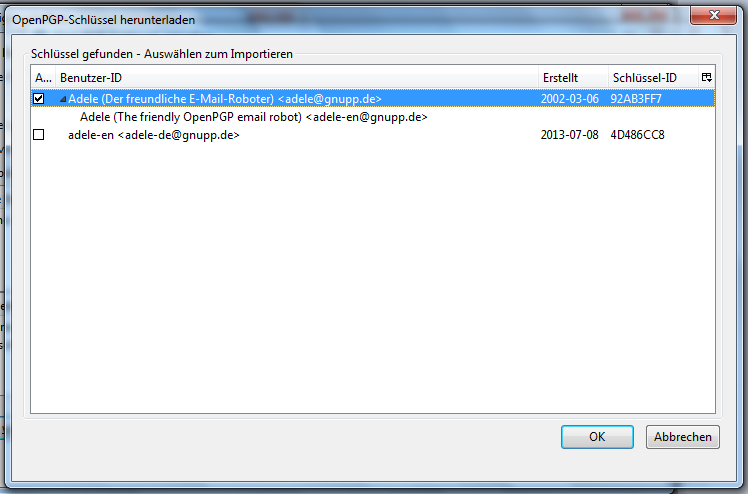 OpenPGP-Schlüssel herunterladen
Schlüssel gefunden - Auswählen zum Importieren
A... Benutzer-ID Erstellt Schlüssel-ID
Adele (Der freundliche E-Mail-Roboter) <adele@gnupp.de> 2002-03-06 92AB3FF7
Adele (The friendly OpenPGP email robot) <adele-en@gnupp.de>
adele-en <adele-de@gnupp.de> 2013-07-08 4D486CC8
OK Abbrechen